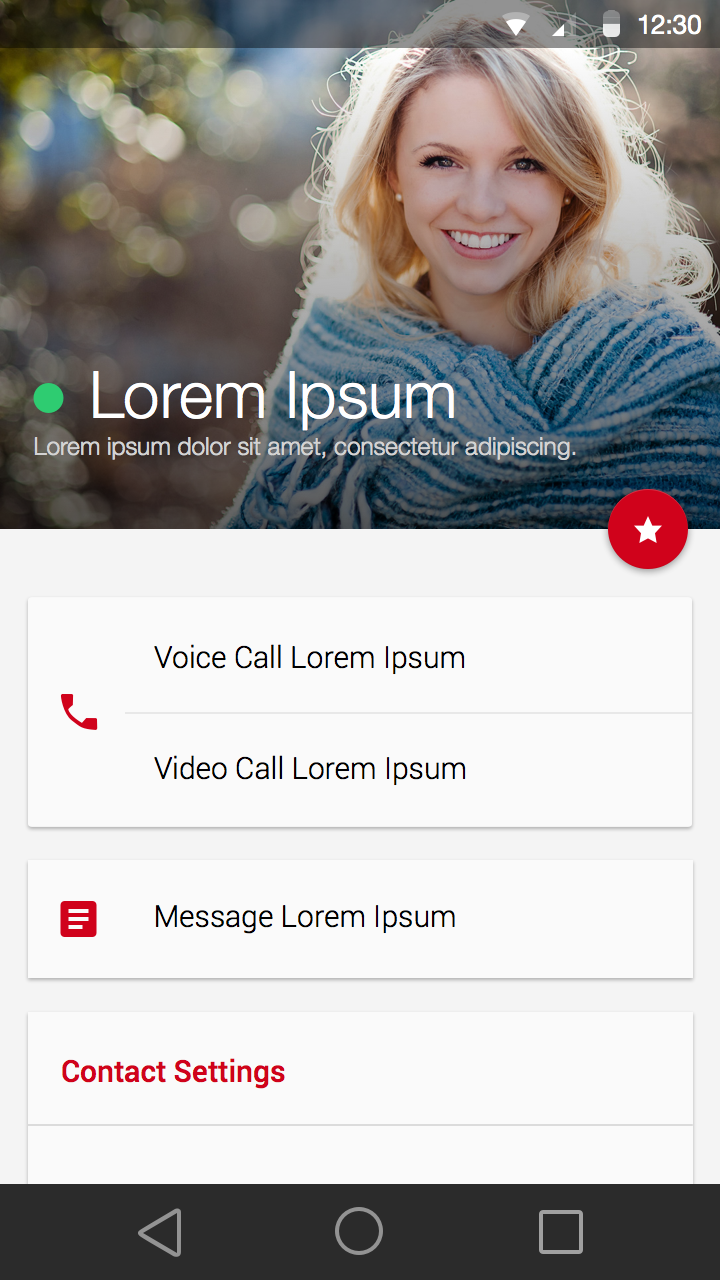 12:30
Lorem Ipsum
Lorem ipsum dolor sit amet, consectetur adipiscing.
Voice Call Lorem Ipsum
Video Call Lorem Ipsum
Message Lorem Ipsum
Contact Settings